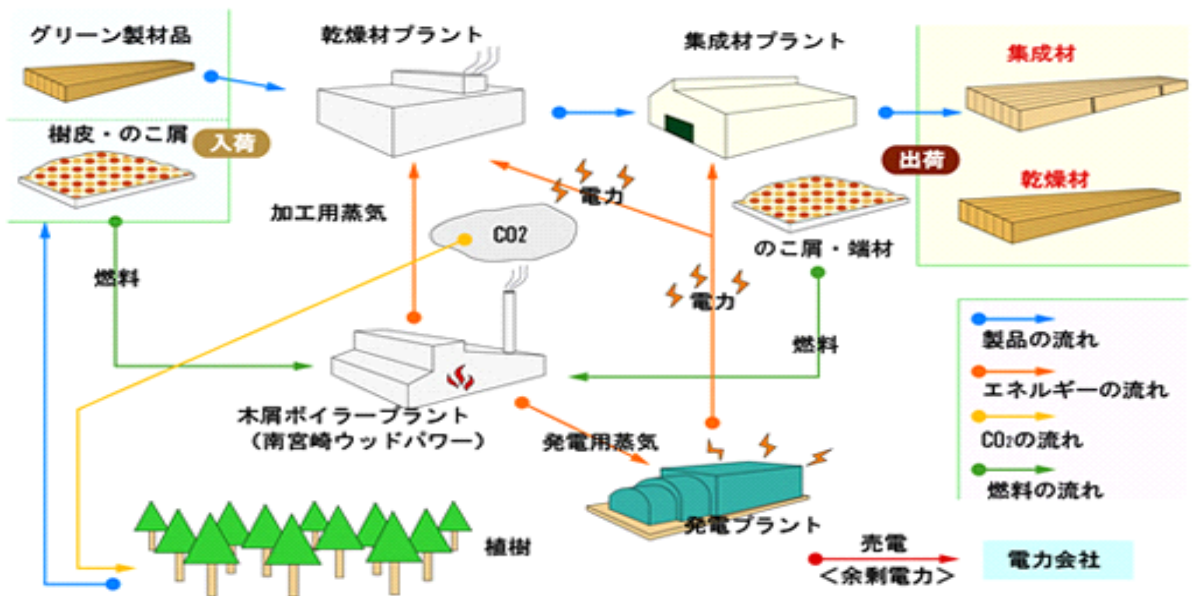 グリーン製材品
乾燥材プラント
集成材プラント
集成材
樹皮・のこ屑
入荷
出荷
乾燥材
加工用蒸気
電力
CO2
のこ屑・端材
燃料
電力
燃料
製品の流れ
エネルギーの流れ
CO₂の流れ
燃料の流れ
木屑ボイラープラント
(南宮崎ウッドパワー)
発電用蒸気
発電プラント
植樹
売電
<余剰電力>
電力会社